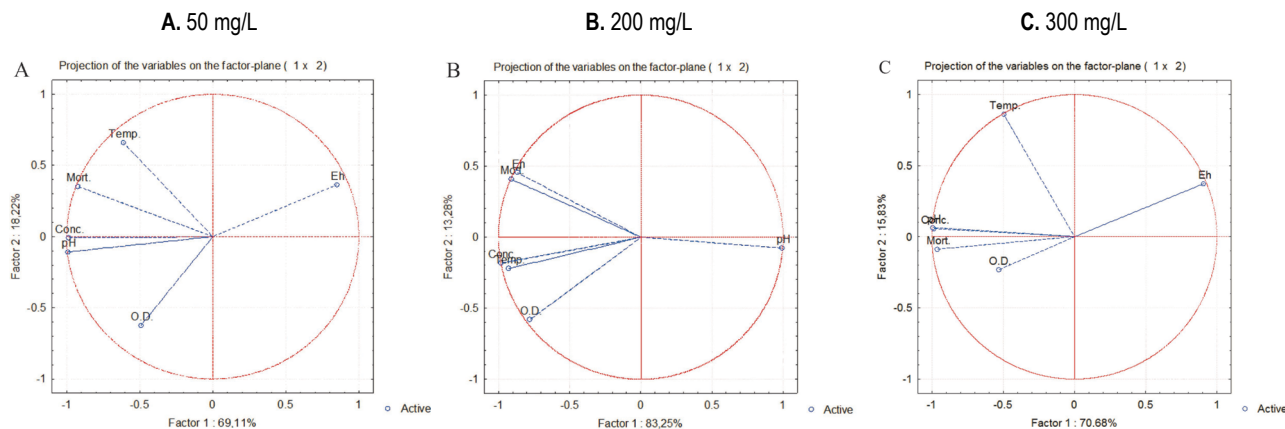 A. 50 mg/L
B. 200 mg/L
C. 300 mg/L
A
Projection of the variables on the factor-plane ( 1 x 2)
1
0.5
0
-0.5
-1
Factor 2 : 18,22%
Temp.
Mort.
Eh
Conc.
pH
O.D.
-1
-0.5
0
0.5
1
Active
Factor 1 : 69,11%
B
Projection of the variables on the factor-plane ( 1 x 2)
1
0.5
0
-0.5
-1
Factor 2 : 13,28%
Eh
Mort.
Conc.
Temp.
pH
O.D.
-1
-0.5
0
0.5
1
Active
Factor 1 : 83,25%
C
Projection of the variables on the factor-plane ( 1 x 2)
1
0.5
0
-0.5
-1
Factor 2 : 15,83%
Temp.
Eh
Conc.
pH
Mort.
O.D.
-1
-0.5
0
0.5
1
Active
Factor 1 : 70.68%